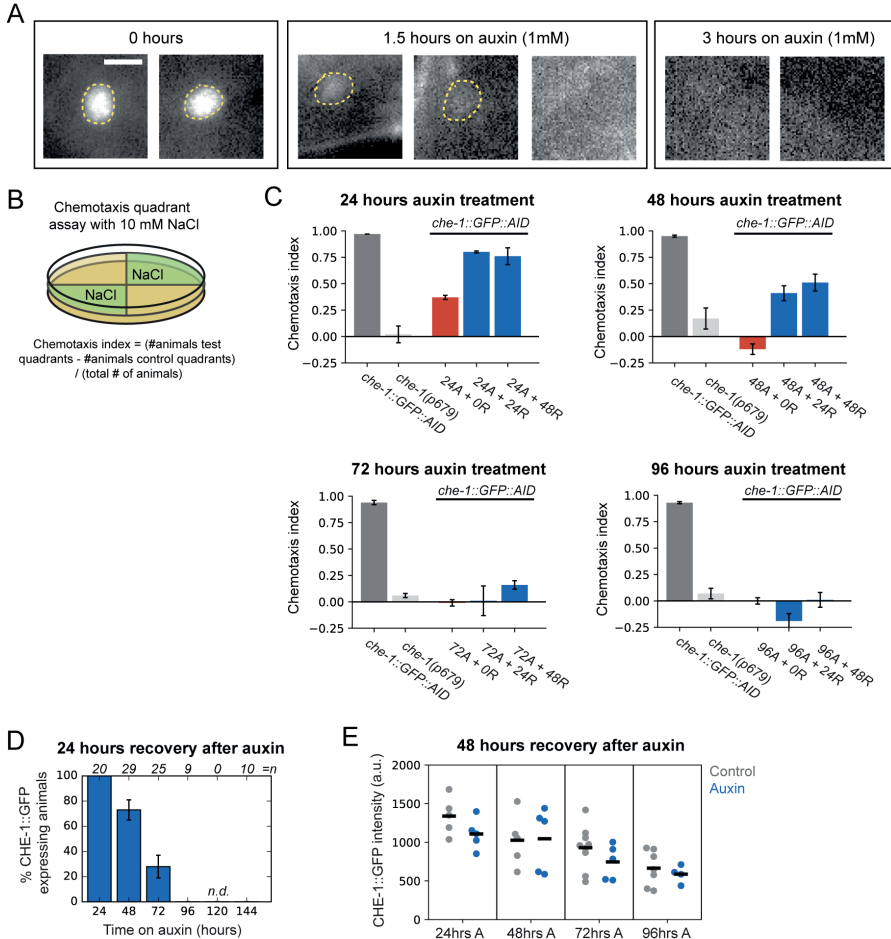 A
0 hours
1.5 hours on auxin (1mM)
3 hours on auxin (1mM)
B
Chemotaxis quadrant
assay with 10 mM NaCl
NaCl
NaCl
Chemotaxis index = (#animals test
quadrants - #animals control quadrants)
/ (total # of animals)
C
24 hours auxin treatment
che-1::GFP::AID
Chemotaxis index
1.00
0.75
0.50
0.25
0.00
−0.25
che-1::GFP::AID
che-1(p679)
24A + 0R
24A + 24R
24A + 48R
48 hours auxin treatment
che-1::GFP::AID
Chemotaxis index
1.00
0.75
0.50
0.25
0.00
−0.25
che-1::GFP::AID
che-1(p679)
48A + 0R
48A + 24R
48A + 48R
72 hours auxin treatment
che-1::GFP::AID
Chemotaxis index
1.00
0.75
0.50
0.25
0.00
−0.25
che-1::GFP::AID
che-1(p679)
72A + 0R
72A + 24R
72A + 48R
96 hours auxin treatment
che-1::GFP::AID
Chemotaxis index
1.00
0.75
0.50
0.25
0.00
−0.25
che-1::GFP::AID
che-1(p679)
96A + 0R
96A + 24R
96A + 48R
D
24 hours recovery after auxin
20 29 25 9 0 10 =n
% CHE-1::GFP
expressing animals
100
80
60
40
20
0
n.d.
24 48 72 96 120 144
Time on auxin (hours)
E
48 hours recovery after auxin
Control
Auxin
CHE-1::GFP intensity (a.u.)
2000
1500
1000
500
0
24hrs A 48hrs A 72hrs A 96hrs A